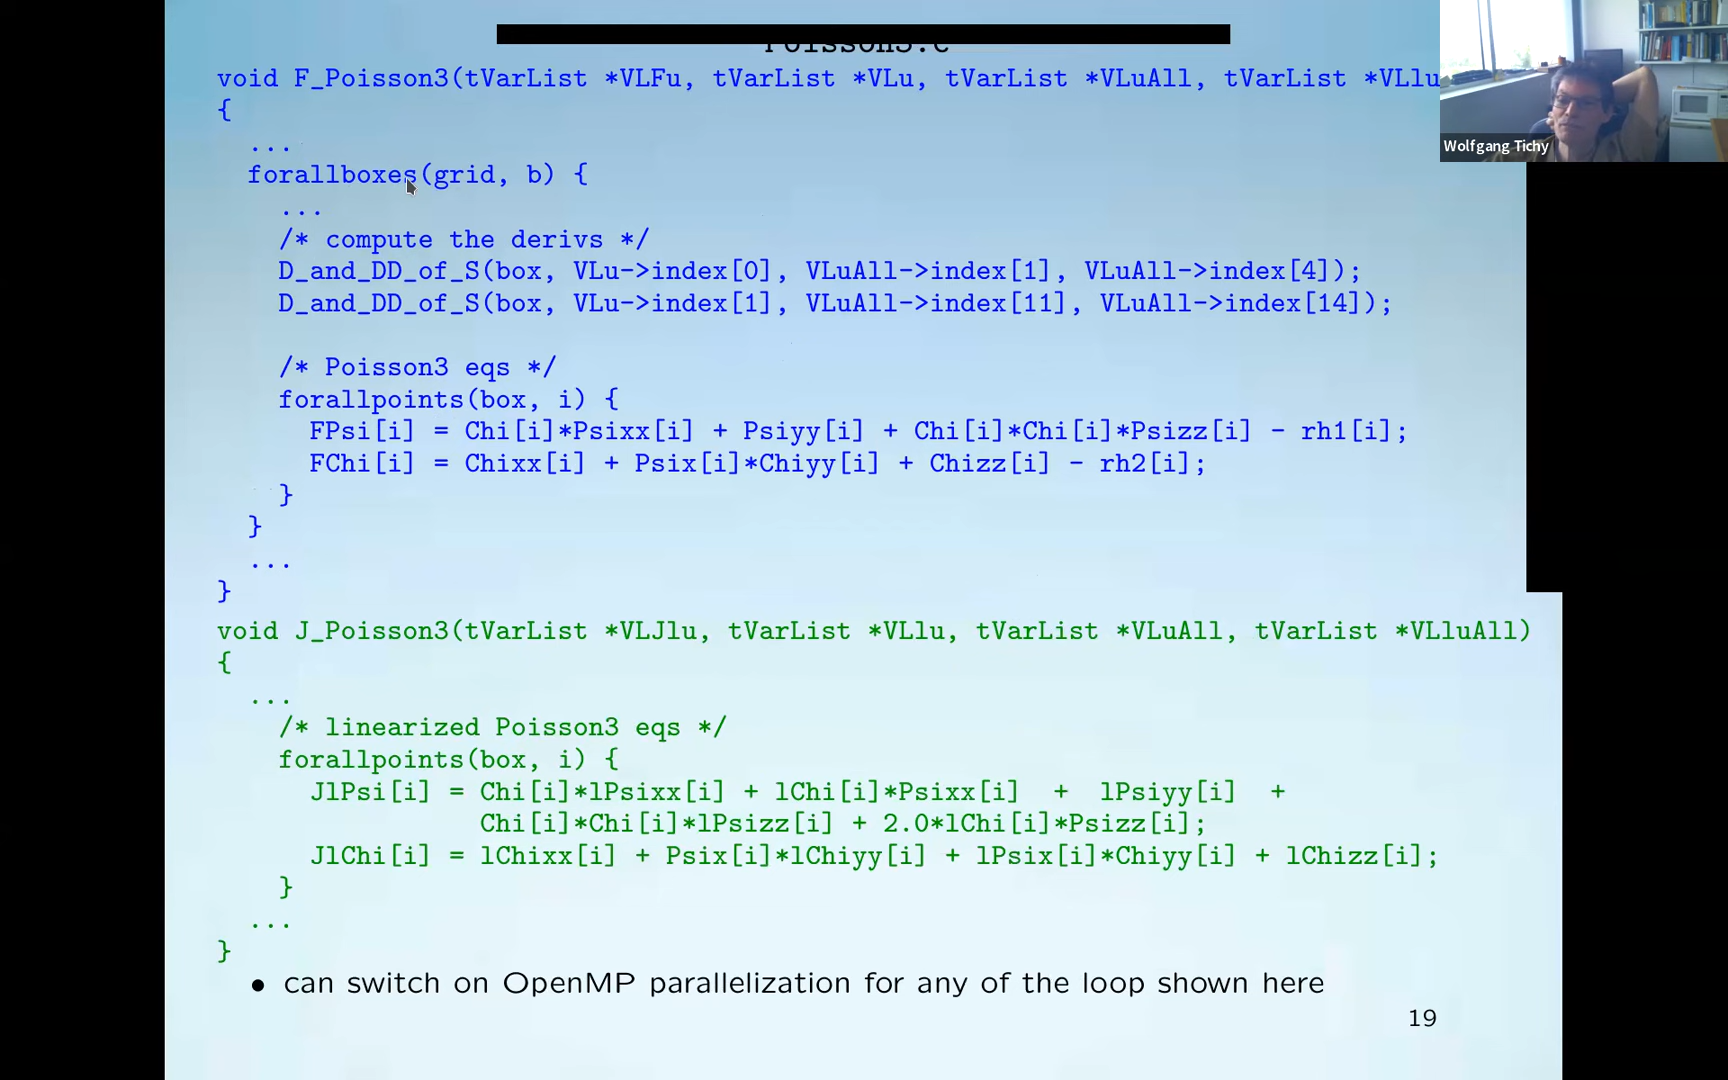 Poisson3.c
void F_Poisson3(tVarList *VLFu, tVarList *VLu, tVarList *VLuAll, tVarList *VLlu
{
...
forallboxes(grid, b) {
...
/* compute the derivs */
D_and_DD_of_S(box, VLu->index[0], VLuAll->index[1], VLuAll->index[4]);
D_and_DD_of_S(box, VLu->index[1], VLuAll->index[11], VLuAll->index[14]);
/* Poisson3 eqs */
forallpoints(box, i) {
FPsi[i] = Chi[i]*Psixx[i] + Psiyy[i] + Chi[i]*Chi[i]*Psizz[i] - rh1[i];
FChi[i] = Chixx[i] + Psix[i]*Chiyy[i] + Chizz[i] - rh2[i];
}
}
...
}
void J_Poisson3(tVarList *VLJlu, tVarList *VLlu, tVarList *VLuAll, tVarList *VLluAll)
{
...
/* linearized Poisson3 eqs */
forallpoints(box, i) {
JlPsi[i] = Chi[i]*lPsixx[i] + lChi[i]*Psixx[i] + lPsiyy[i] +
Chi[i]*Chi[i]*lPsizz[i] + 2.0*lChi[i]*Psizz[i];
JlChi[i] = lChixx[i] + Psix[i]*lChiyy[i] + lPsix[i]*Chiyy[i] + lChizz[i];
}
...
}
• can switch on OpenMP parallelization for any of the loop shown here
19
Wolfgang Tichy